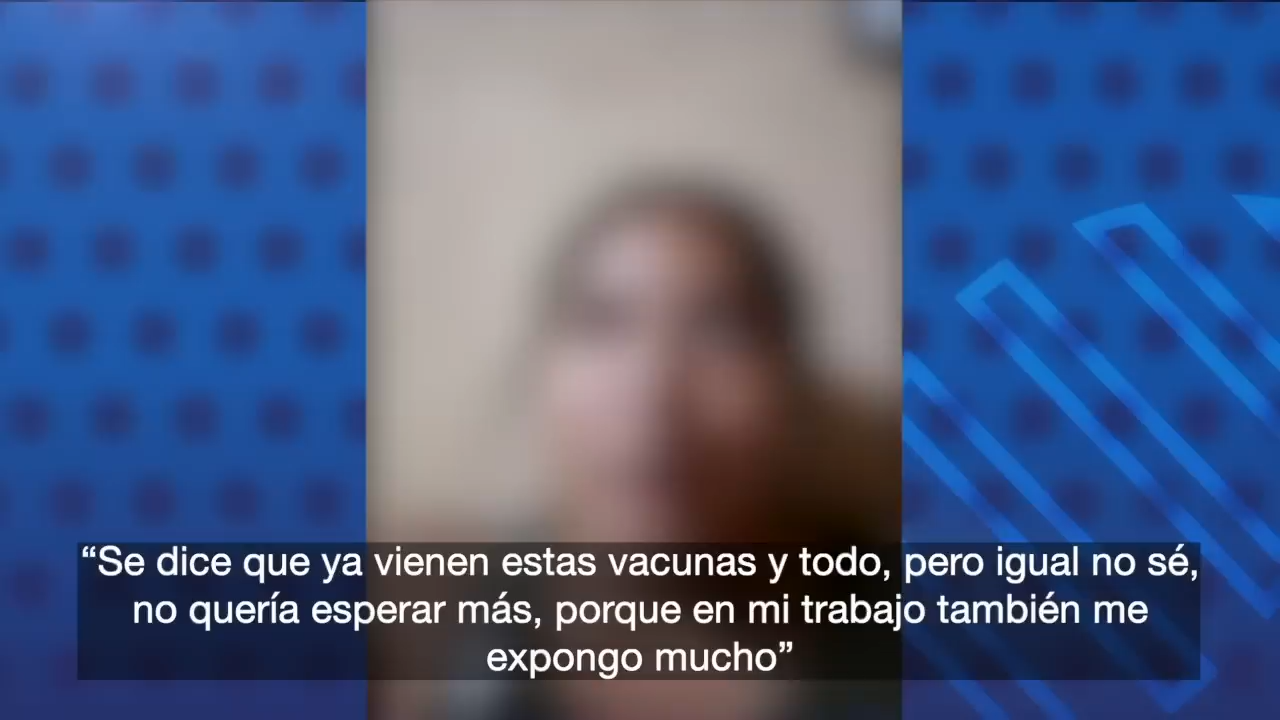 “Se dice que ya vienen estas vacunas y todo, pero igual no sé,
no quería esperar más, porque en mi trabajo también me
expongo mucho”